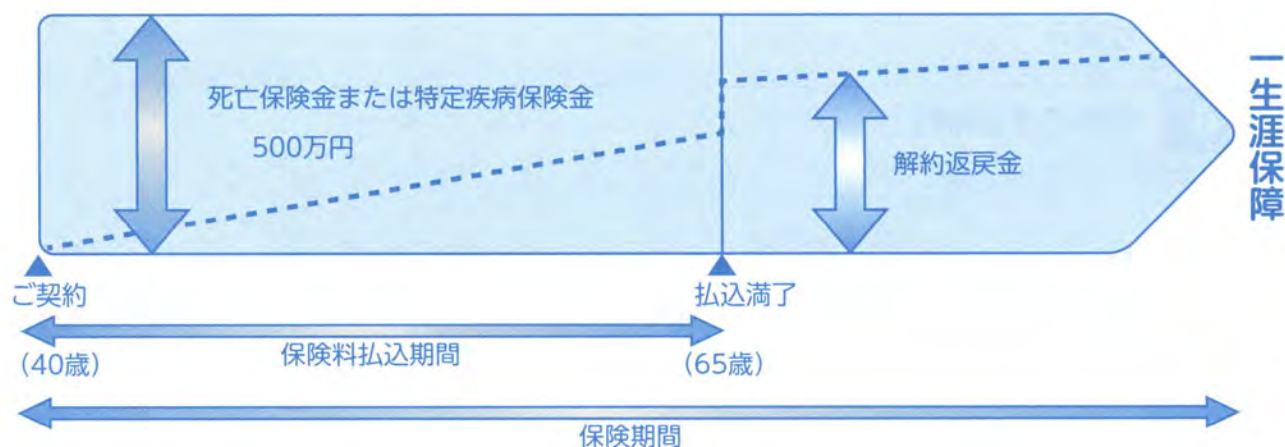 死亡保険金または特定疾病保険金
500万円
解約返戻金
一生涯保障
ご契約
払込満了
(40歳)
保険料払込期間
(65歳)
保険期間